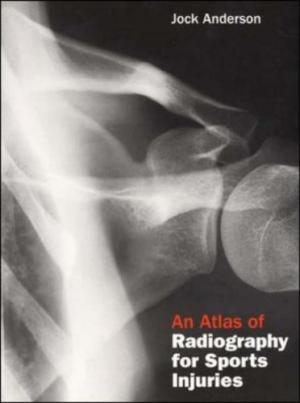 Jock Anderson
An Atlas of
Radiography
for Sports
Injuries